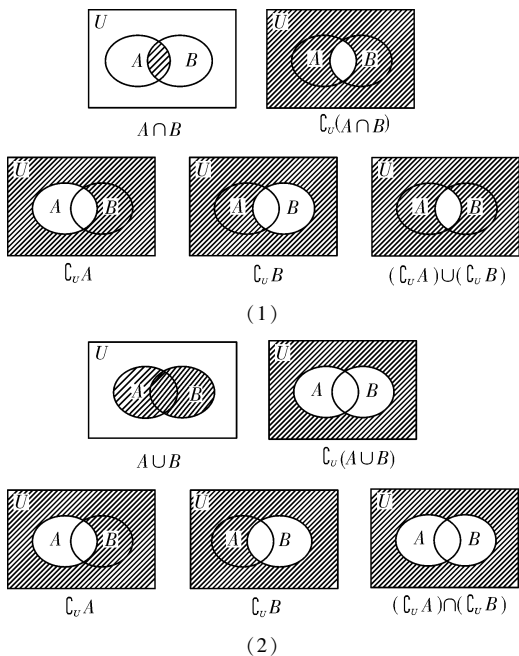 U U
A B A B
A∩B ∁U(A∩B)
U U U
A B A B A B
∁UA ∁UB (∁UA)∪(∁UB)
(1)
U U
A B A B
A∪B ∁U(A∪B)
U U U
A B A B A B
∁UA ∁UB (∁UA)∩(∁UB)
(2)